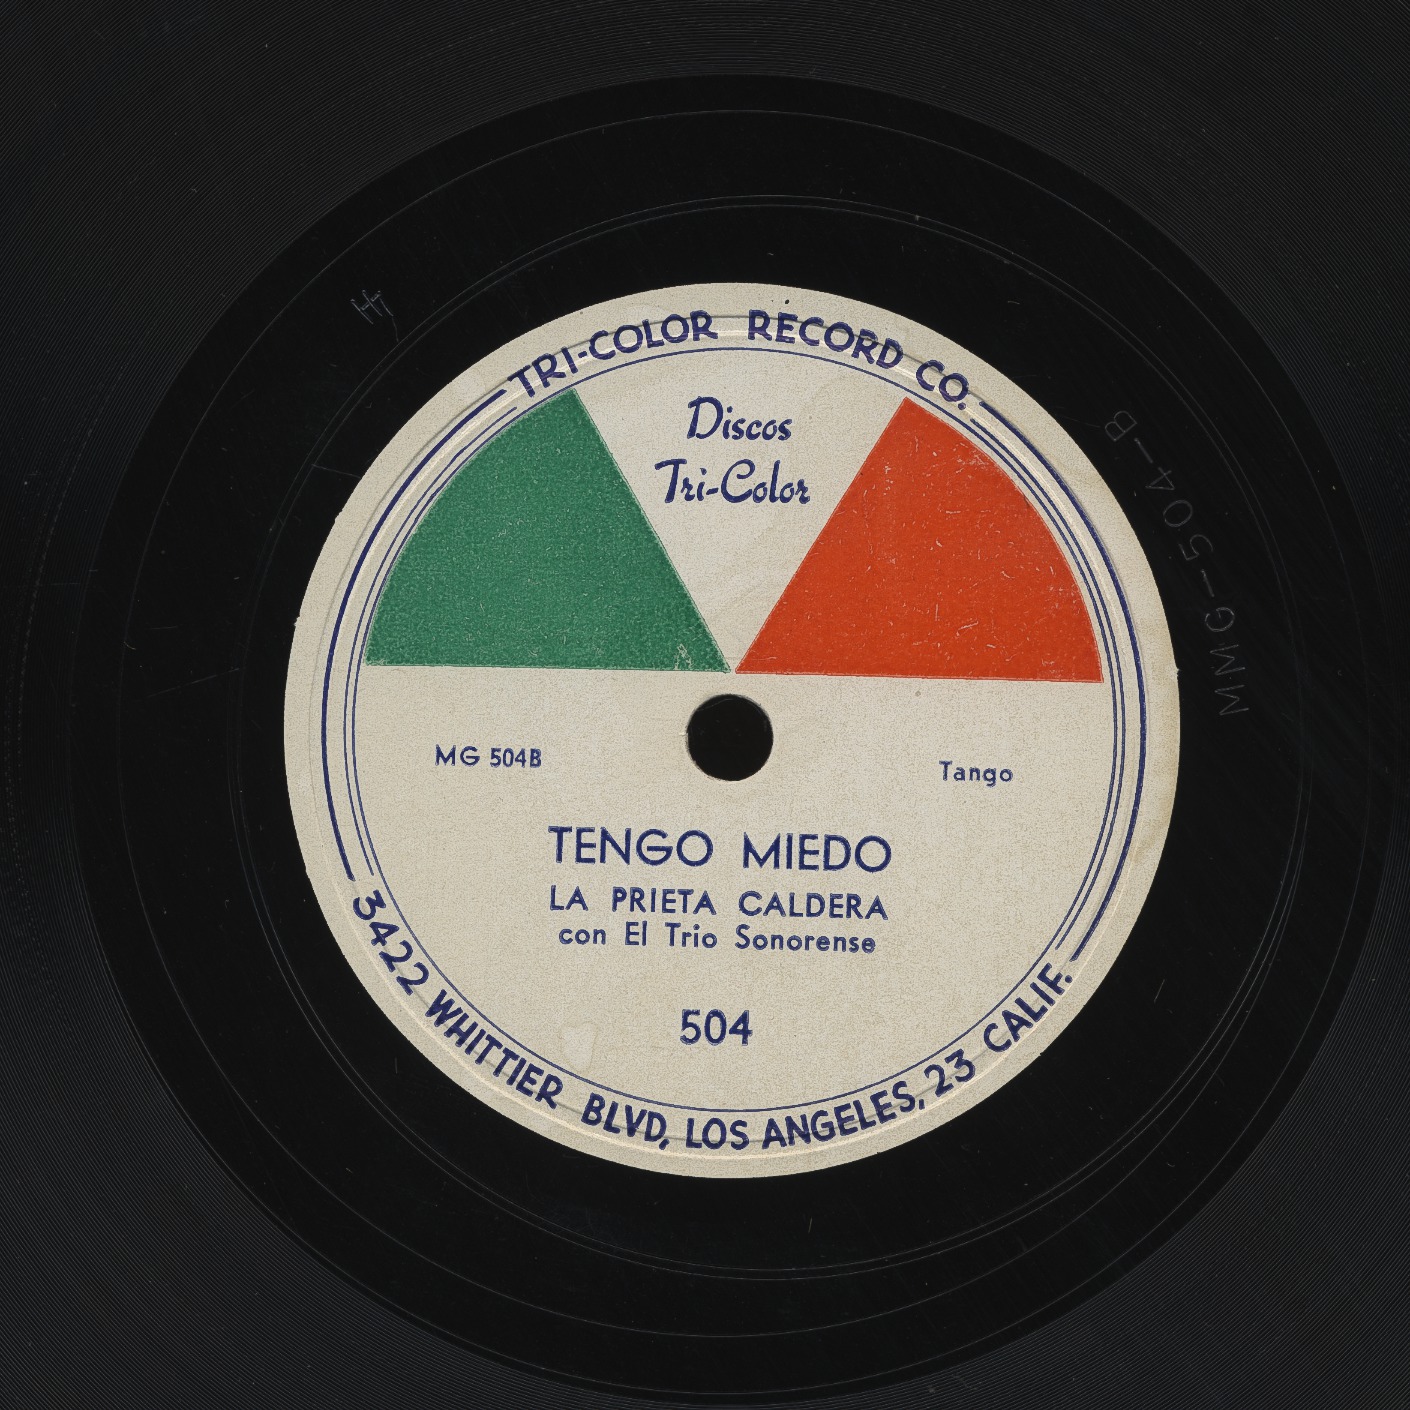 TRI-COLOR RECORD CO.
Discos
Tri-Color
MG 504B
Tango
TENGO MIEDO
LA PRIETA CALDERA
con El Trio Sonorense
504
3422 WHITTIER BLVD, LOS ANGELES, 23 CALIF.
MMG-504-B